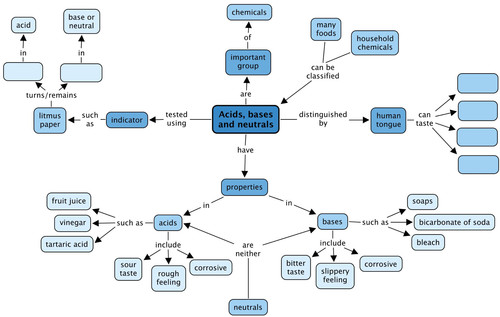 chemicals
of
important
group
are
many
foods
household
chemicals
can be
classified
acid
base or
neutral
in
in
turns/remains
litmus
paper
such
as
indicator
tested
using
Acids, bases
and neutrals
distinguished
by
human
tongue
can
taste
have
properties
in
in
fruit juice
vinegar
tartaric acid
such as
acids
include
sour
taste
rough
feeling
corrosive
are
neither
neutrals
bases
such as
soaps
bicarbonate of soda
bleach
include
bitter
taste
slippery
feeling
corrosive